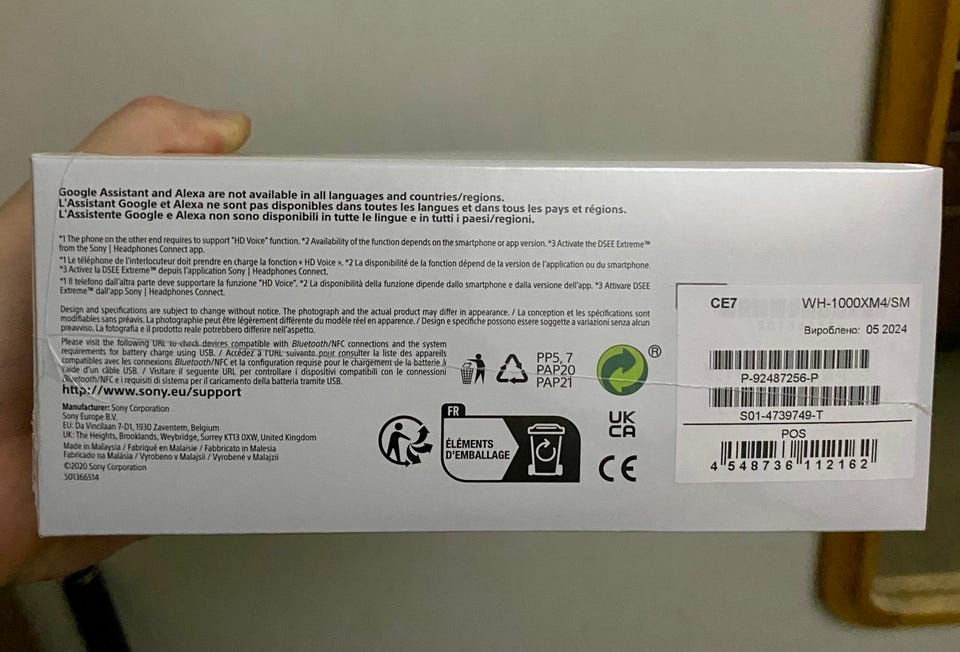 Google Assistant and Alexa are not available in all languages and countries/regions.
L'Assistant Google et Alexa ne sont pas disponibles dans toutes les langues et dans tous les pays et régions.
L'Assistente Google e Alexa non sono disponibili in tutte le lingue e in tutti i paesi/regioni.
*1 The phone on the other end requires to support "HD Voice" function. *2 Availability of the function depends on the smartphone or app version. *3 Activate the DSEE Extreme™
from the Sony | Headphones Connect app.
*1 Le téléphone de l'interlocuteur doit prendre en charge la fonction « HD Voice ». *2 La disponibilité de la fonction dépend de la version de l'application ou du smartphone.
*3 Activez la DSEE Extreme™ depuis l'application Sony | Headphones Connect.
*1 Il telefono dall'altra parte deve supportare la funzione "HD Voice". *2 La disponibilità della funzione dipende dallo smartphone e dalla versione dell'app. *3 Attivare DSEE
Extreme™ dall'app Sony | Headphones Connect.
Design and specifications are subject to change without notice. The photograph and the actual product may differ in appearance. / La conception et les spécifications sont
modifiables sans préavis. La photographie peut être légèrement différente du modèle réel en apparence. / Design e specifiche possono essere soggette a variazioni senza alcun
preavviso. La fotografia e il prodotto reale potrebbero differire nell'aspetto.
Please visit the following URL to check devices compatible with Bluetooth/NFC connections and the system
requirements for battery charge using USB. / Accédez à l'URL suivante pour consulter la liste des appareils
compatibles avec les connexions Bluetooth/NFC et la configuration requise pour le chargement de la batterie à
l'aide d'un câble USB. / Visitare il seguente URL per controllare i dispositivi compatibili con le connessioni
Bluetooth/NFC e i requisiti di sistema per il caricamento della batteria tramite USB.
http://www.sony.eu/support
Manufacturer: Sony Corporation
Sony Europe B.V.
EU: Da Vincilaan 7-D1, 1930 Zaventem, Belgium
UK: The Heights, Brooklands, Weybridge, Surrey KT13 0XW, United Kingdom
Made in Malaysia / Fabriqué en Malaisie / Fabbricato in Malesia
Fabricado na Malásia / Vyrobeno v Malajsii / Vyrobené v Malajzii
©2020 Sony Corporation
501366514
PP5, 7
PAP20
PAP21
®
FR
ÉLÉMENTS
D'EMBALLAGE
UK
CA
CE
CE7 WH-1000XM4/SM
Вироблено: 05 2024
P-92487256-P
S01-4739749-T
POS
4 548736 112162